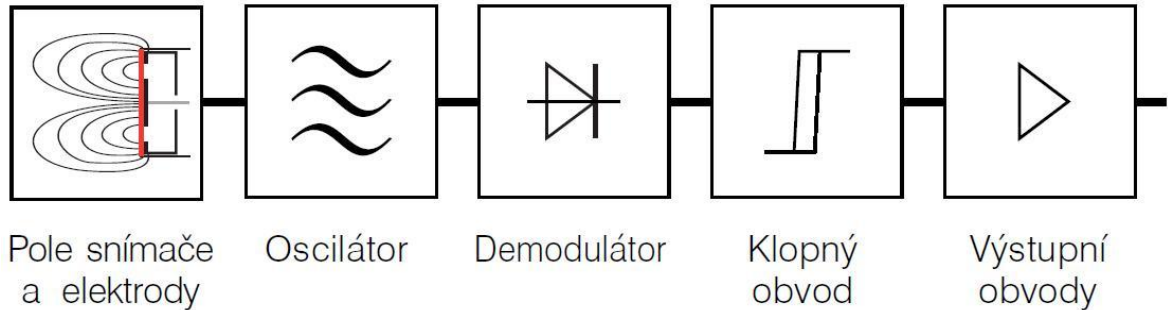 Pole snímače
a elektrody
Oscilátor
Demodulátor
Klopný
obvod
Výstupní
obvody